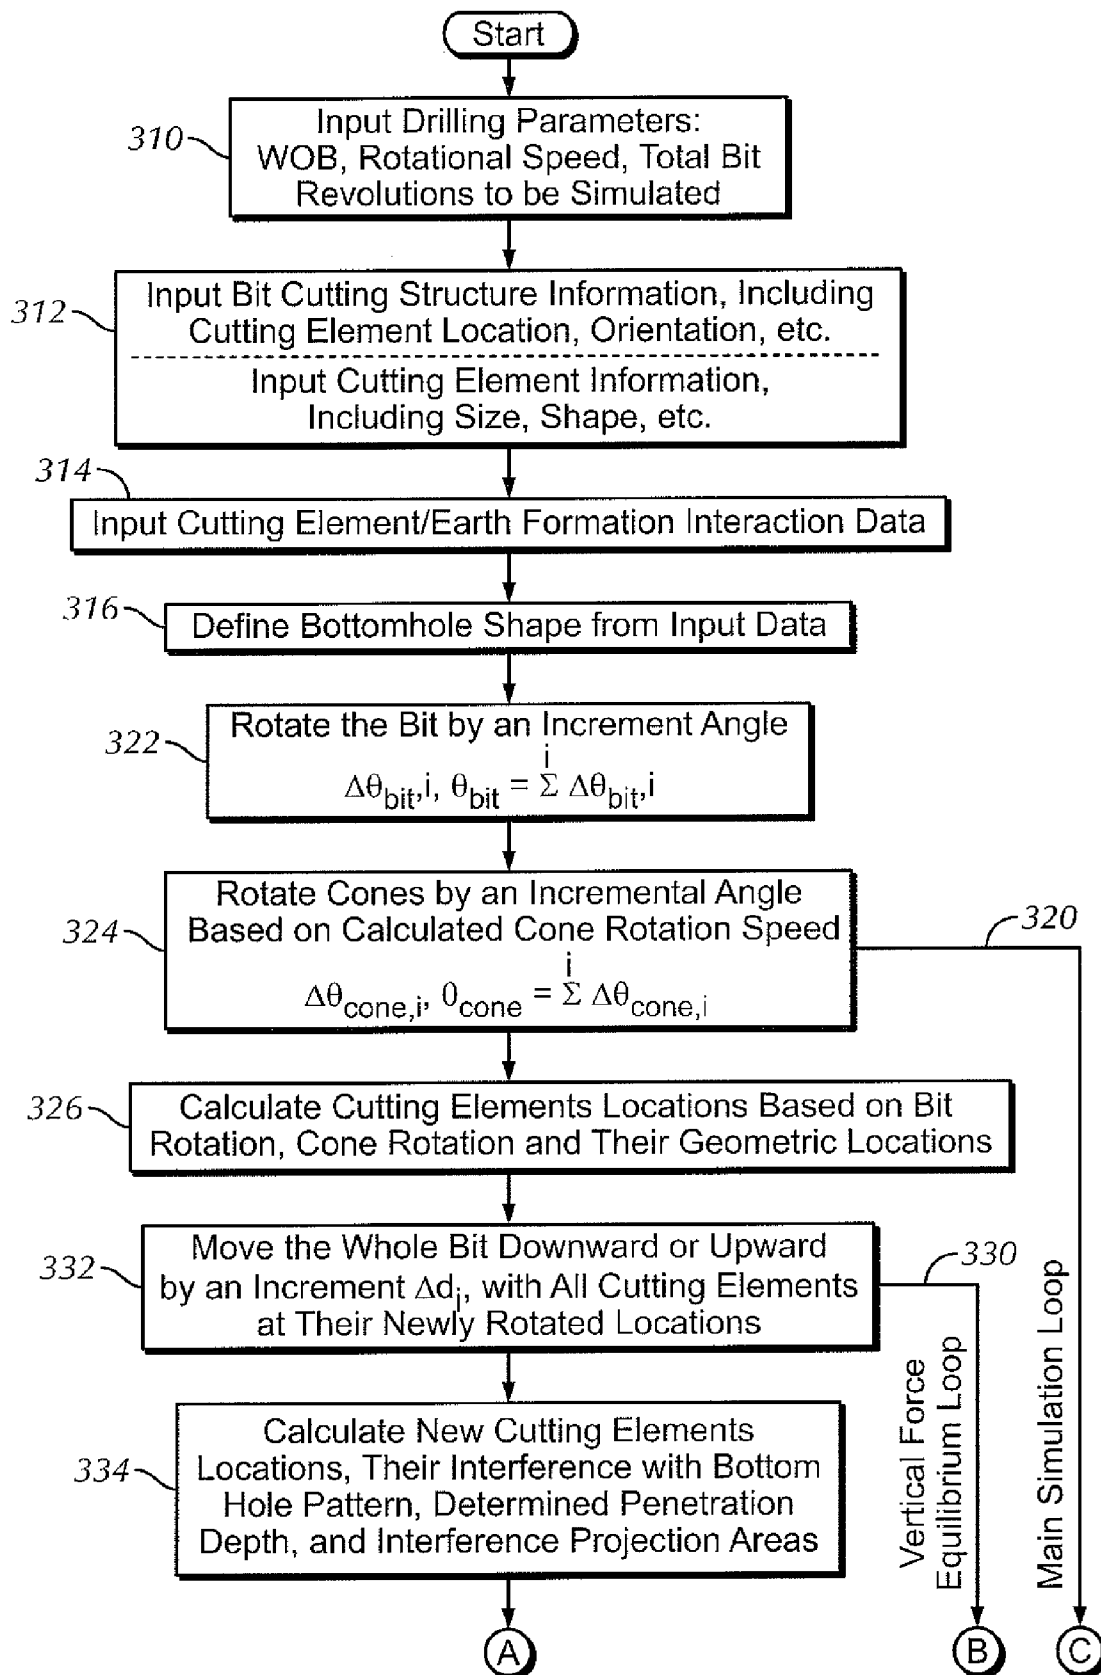 Start
310
Input Drilling Parameters:
WOB, Rotational Speed, Total Bit
Revolutions to be Simulated
312
Input Bit Cutting Structure Information, Including
Cutting Element Location, Orientation, etc.
Input Cutting Element Information,
Including Size, Shape, etc.
314
Input Cutting Element/Earth Formation Interaction Data
316
Define Bottomhole Shape from Input Data
322
Rotate the Bit by an Increment Angle
i
Δθbit,i, θbit = Σ Δθbit,i
324
Rotate Cones by an Incremental Angle
Based on Calculated Cone Rotation Speed
i
Δθcone,i, 0cone = Σ Δθcone,i
320
326
Calculate Cutting Elements Locations Based on Bit
Rotation, Cone Rotation and Their Geometric Locations
332
Move the Whole Bit Downward or Upward
by an Increment Δdi, with All Cutting Elements
at Their Newly Rotated Locations
330
334
Calculate New Cutting Elements
Locations, Their Interference with Bottom
Hole Pattern, Determined Penetration
Depth, and Interference Projection Areas
Vertical Force
Equilibrium Loop
Main Simulation Loop
A
B
C